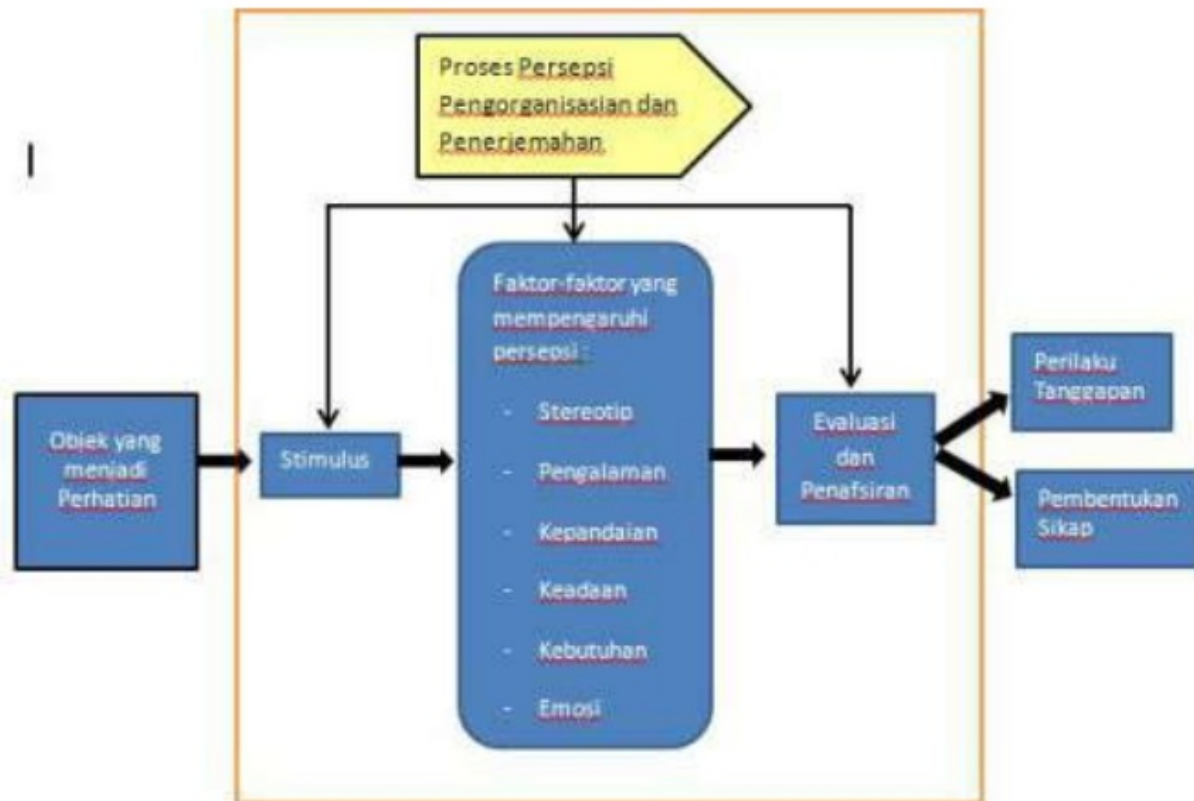 Proses Persepsi
Pengorganisasian dan
Penerjemahan
Faktor-faktor yang
mempengaruhi
persepsi :
- Stereotip
- Pengalaman
- Kepandaian
- Keadaan
- Kebutuhan
- Emosi
Objek yang
menjadi
Perhatian
Stimulus
Evaluasi
dan
Penafsiran
Perilaku
Tanggapan
Pembentukan
Sikap